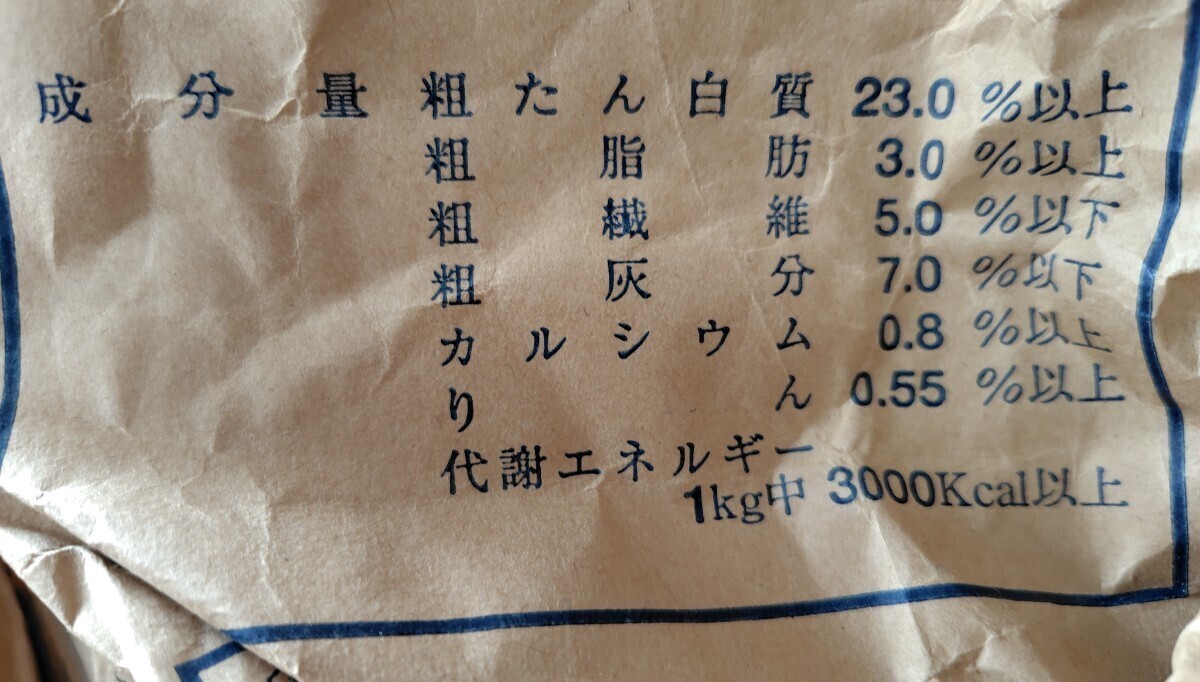 成分量 粗たん白質 23.0 %以上
粗脂肪 3.0 %以上
粗繊維 5.0 %以下
粗灰分 7.0 %以下
カルシウム 0.8 %以上
りん 0.55 %以上
代謝エネルギー
1kg中 3000Kcal以上